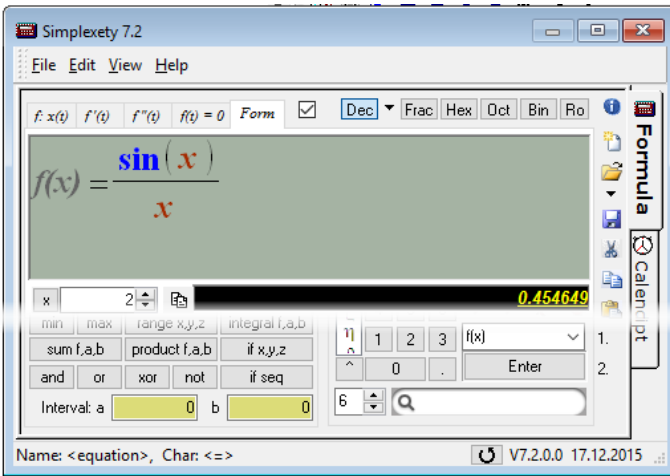 Simplexety 7.2
File Edit View Help
f: x(t) f'(t) f''(t) f(t) = 0 Form Dec Frac Hex Oct Bin Ro
Formula
Calendipt
f(x) = sin(x)
x
x 2 0.454649
min max range x,y,z integral f,a,b
sum f,a,b product f,a,b if x,y,z
and or xor not if seq
Interval: a 0 b 0
η 1 2 3 f(x) 1.
^ 0 . Enter 2.
6
Name: <equation>, Char: <=> V7.2.0.0 17.12.2015